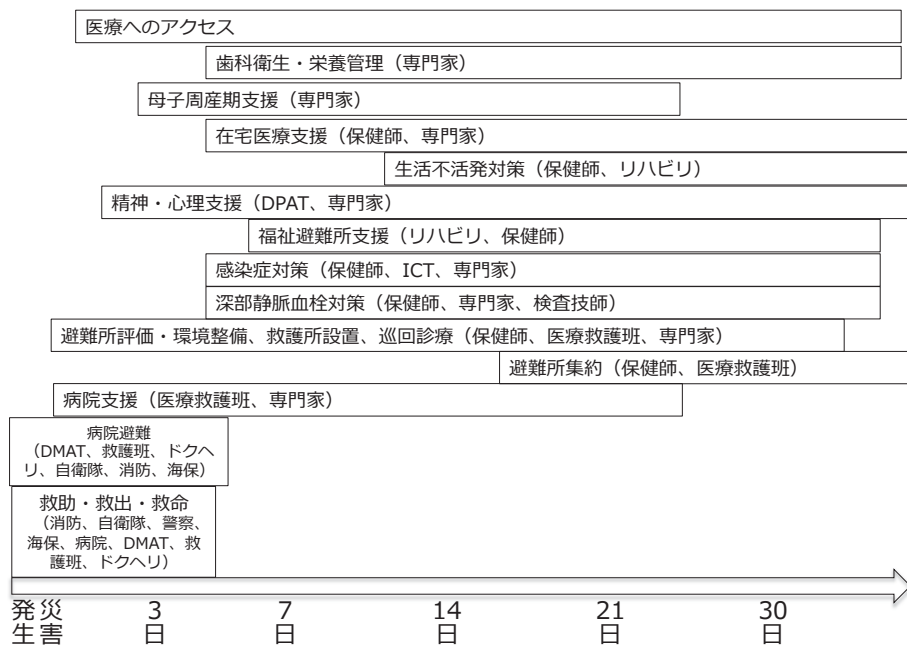 医療へのアクセス
歯科衛生・栄養管理（専門家）
母子周産期支援（専門家）
在宅医療支援（保健師、専門家）
生活不活発対策（保健師、リハビリ）
精神・心理支援（DPAT、専門家）
福祉避難所支援（リハビリ、保健師）
感染症対策（保健師、ICT、専門家）
深部静脈血栓対策（保健師、専門家、検査技師）
避難所評価・環境整備、救護所設置、巡回診療（保健師、医療救護班、専門家）
避難所集約（保健師、医療救護班）
病院支援（医療救護班、専門家）
病院避難
（DMAT、救護班、ドクヘ
リ、自衛隊、消防、海保）
救助・救出・救命
（消防、自衛隊、警察、
海保、病院、DMAT、救
護班、ドクヘリ）
災害
発生
3日
7日
14日
21日
30日